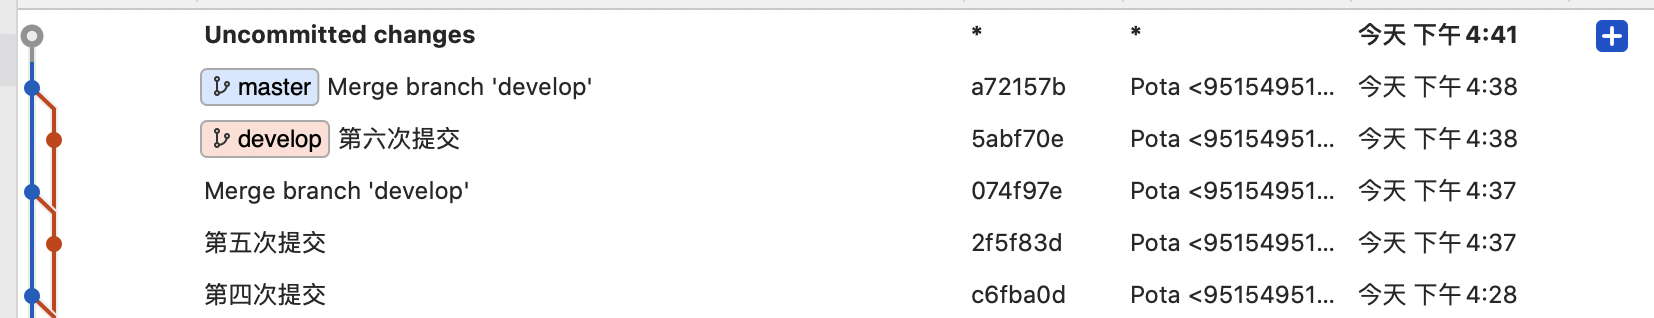 Uncommitted changes * * 今天 下午4:41
master Merge branch 'develop' a72157b Pota <95154951... 今天 下午4:38
develop 第六次提交 5abf70e Pota <95154951... 今天 下午4:38
Merge branch 'develop' 074f97e Pota <95154951... 今天 下午4:37
第五次提交 2f5f83d Pota <95154951... 今天 下午4:37
第四次提交 c6fba0d Pota <95154951... 今天 下午4:28